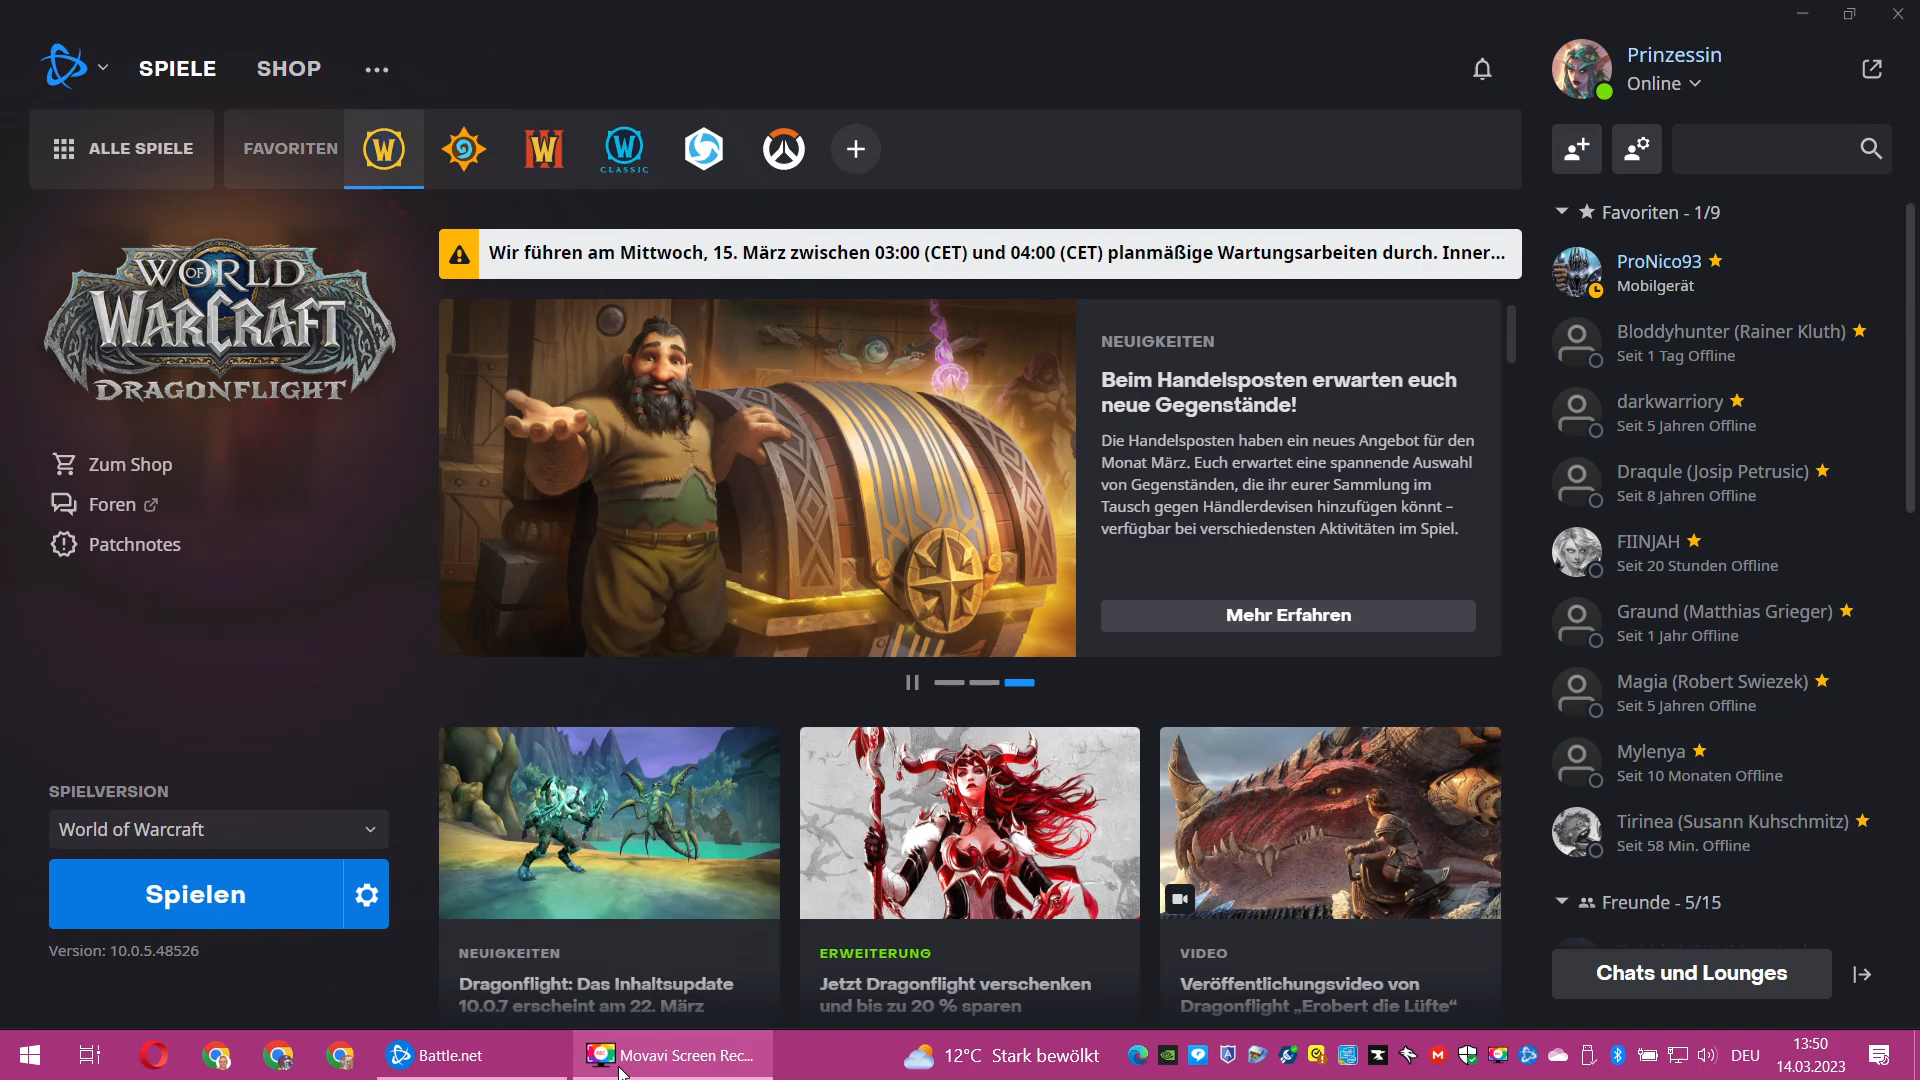 SPIELE
SHOP
Prinzessin
Online
ALLE SPIELE
FAVORITEN
CLASSIC
Favoriten - 1/9
Wir führen am Mittwoch, 15. März zwischen 03:00 (CET) und 04:00 (CET) planmäßige Wartungsarbeiten durch. Inner...
WORLD
OF
WARCRAFT
DRAGONFLIGHT
Zum Shop
Foren
Patchnotes
NEUIGKEITEN
Beim Handelsposten erwarten euch
neue Gegenstände!
Die Handelsposten haben ein neues Angebot für den
Monat März. Euch erwartet eine spannende Auswahl
von Gegenständen, die ihr eurer Sammlung im
Tausch gegen Händlerdevisen hinzufügen könnt –
verfügbar bei verschiedensten Aktivitäten im Spiel.
Mehr Erfahren
ProNico93
Mobilgerät
Bloddyhunter (Rainer Kluth)
Seit 1 Tag Offline
darkwarriory
Seit 5 Jahren Offline
Draqule (Josip Petrusic)
Seit 8 Jahren Offline
FIINJAH
Seit 20 Stunden Offline
Graund (Matthias Grieger)
Seit 1 Jahr Offline
Magia (Robert Swiezek)
Seit 5 Jahren Offline
Mylenya
Seit 10 Monaten Offline
Tirinea (Susann Kuhschmitz)
Seit 58 Min. Offline
Freunde - 5/15
Chats und Lounges
SPIELVERSION
World of Warcraft
Spielen
Version: 10.0.5.48526
NEUIGKEITEN
Dragonflight: Das Inhaltsupdate
10.0.7 erscheint am 22. März
ERWEITERUNG
Jetzt Dragonflight verschenken
und bis zu 20 % sparen
VIDEO
Veröffentlichungsvideo von
Dragonflight „Erobert die Lüfte“
Battle.net
Movavi Screen Rec...
12°C Stark bewölkt
DEU
13:50
14.03.2023